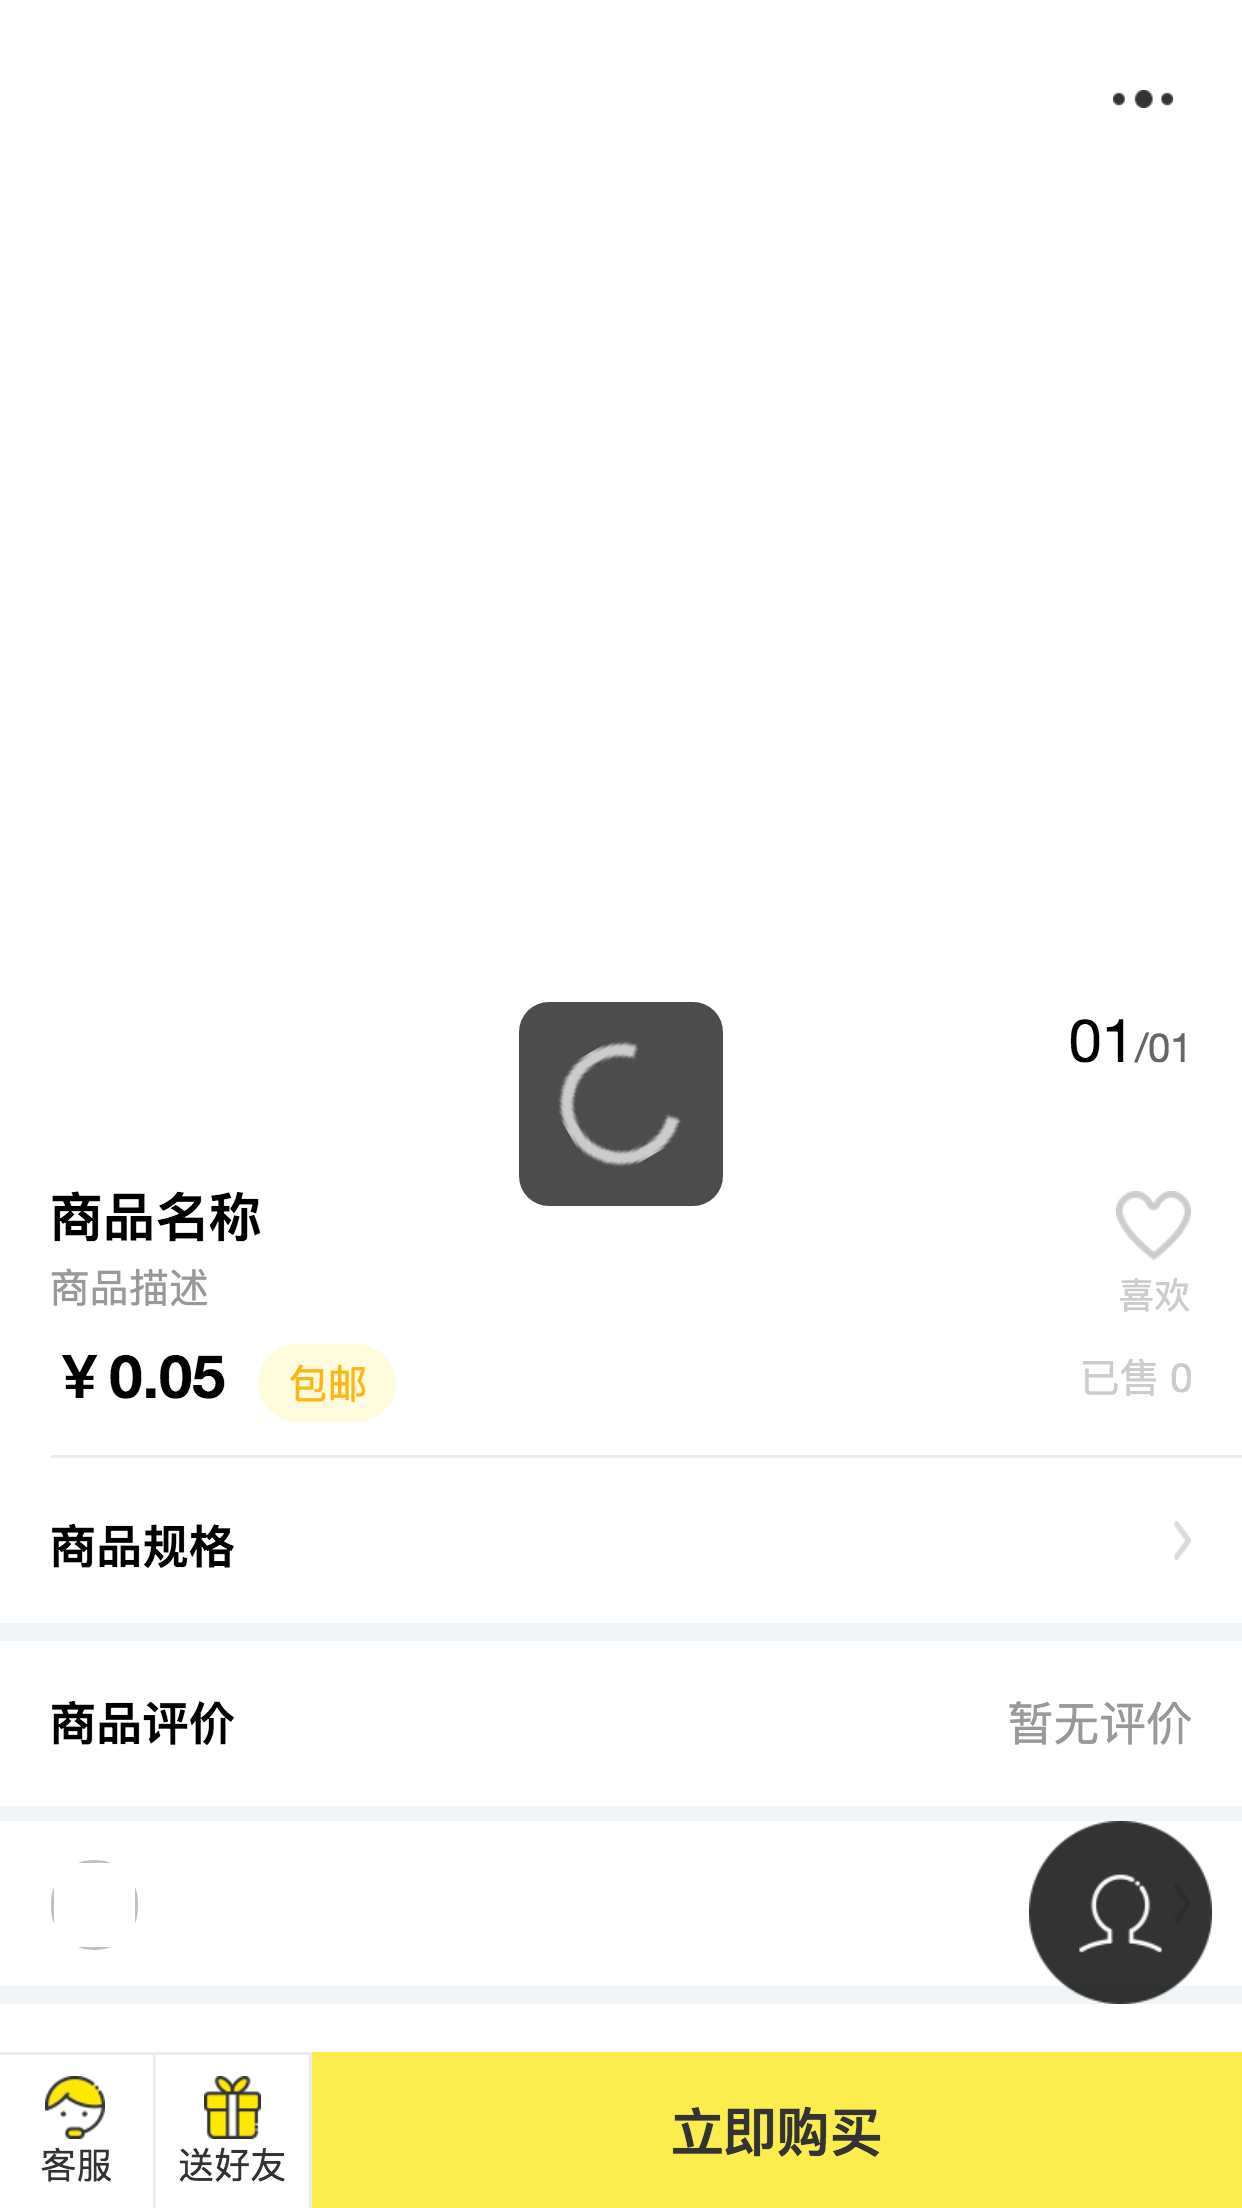 01/01
商品名称
商品描述
喜欢
¥0.05 包邮 已售 0
商品规格
商品评价 暂无评价
客服 送好友 立即购买